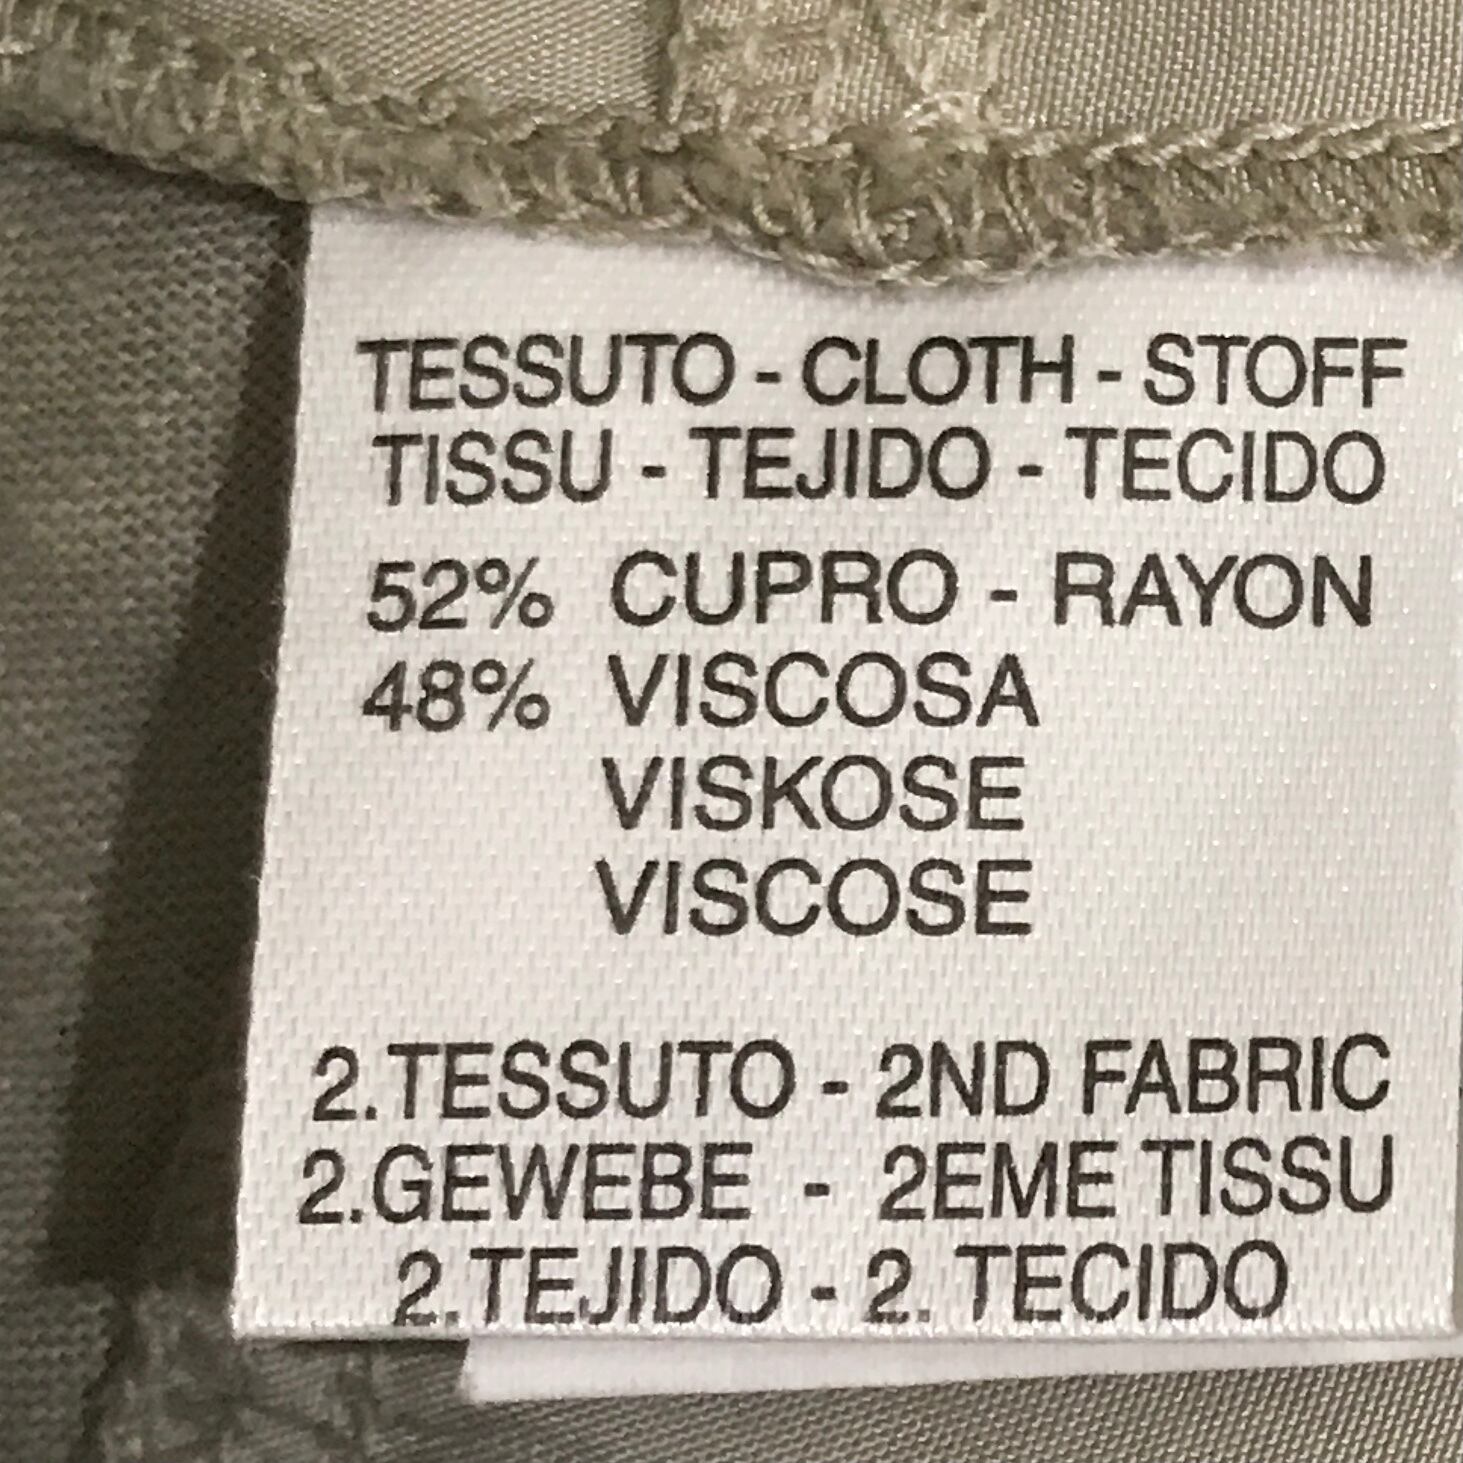 TESSUTO - CLOTH - STOFF
TISSU - TEJIDO - TECIDO
52% CUPRO - RAYON
48% VISCOSA
VISKOSE
VISCOSE
2.TESSUTO - 2ND FABRIC
2.GEWEBE - 2EME TISSU
2.TEJIDO - 2. TECIDO